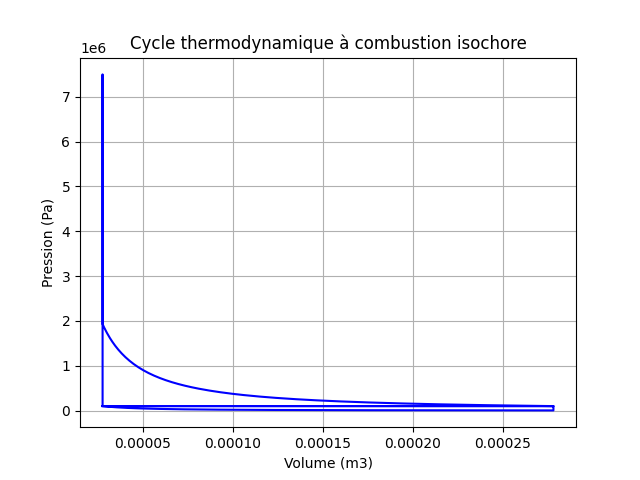 Cycle thermodynamique à combustion isochore
1e6
7
6
5
4
3
2
1
0
Pression (Pa)
0.00005 0.00010 0.00015 0.00020 0.00025
Volume (m3)